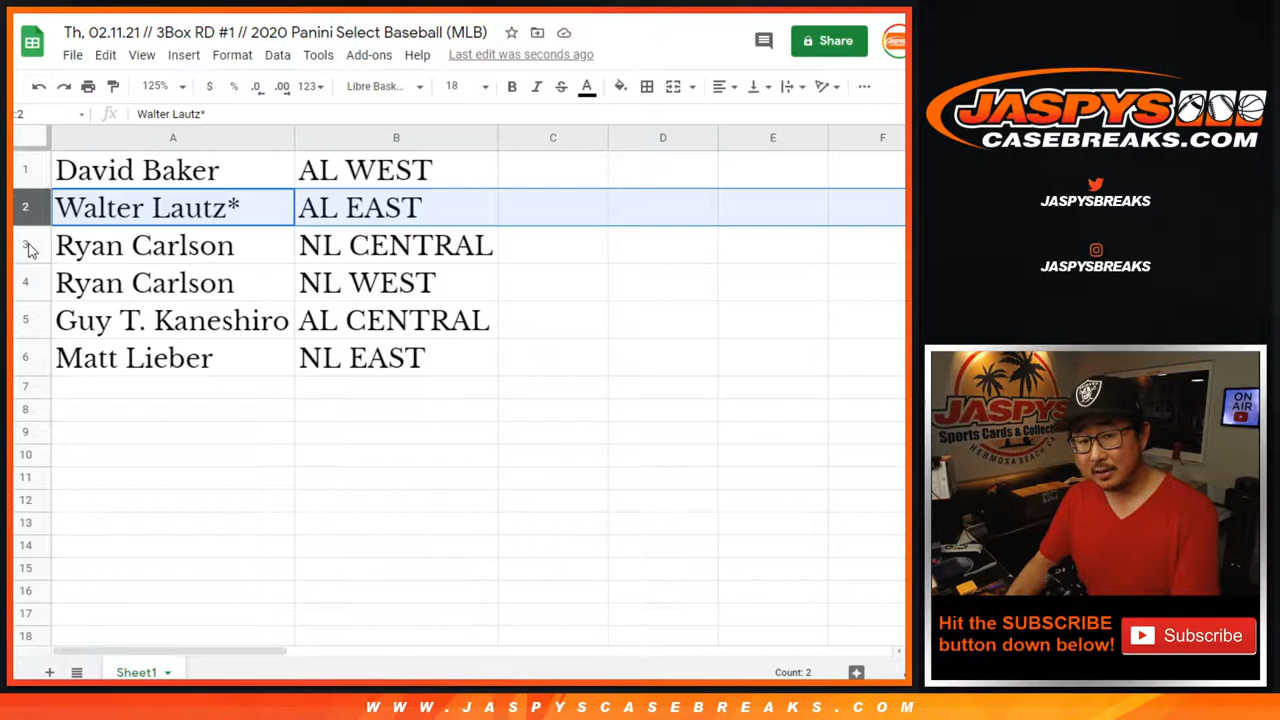 Th, 02.11.21 // 3Box RD #1 // 2020 Panini Select Baseball (MLB)
File Edit View Insert Format Data Tools Add-ons Help Last edit was seconds ago
Share
125% $ % .0 .00 123 Libre Bask... 18 B I S A
:2 fx Walter Lautz*
A B C D E F
1 David Baker AL WEST
2 Walter Lautz* AL EAST
3 Ryan Carlson NL CENTRAL
4 Ryan Carlson NL WEST
5 Guy T. Kaneshiro AL CENTRAL
6 Matt Lieber NL EAST
7
8
9
10
11
12
13
14
15
16
17
18
Sheet1 Count: 2
JASPYS
CASEBREAKS.COM
JASPYSBREAKS
JASPYSBREAKS
JASPYS
Sports Cards & Collecti
HERMOSA BEACH, CA
ON
AIR
Hit the SUBSCRIBE
button down below!
Subscribe
WWW.JASPYSCASEBREAKS.COM